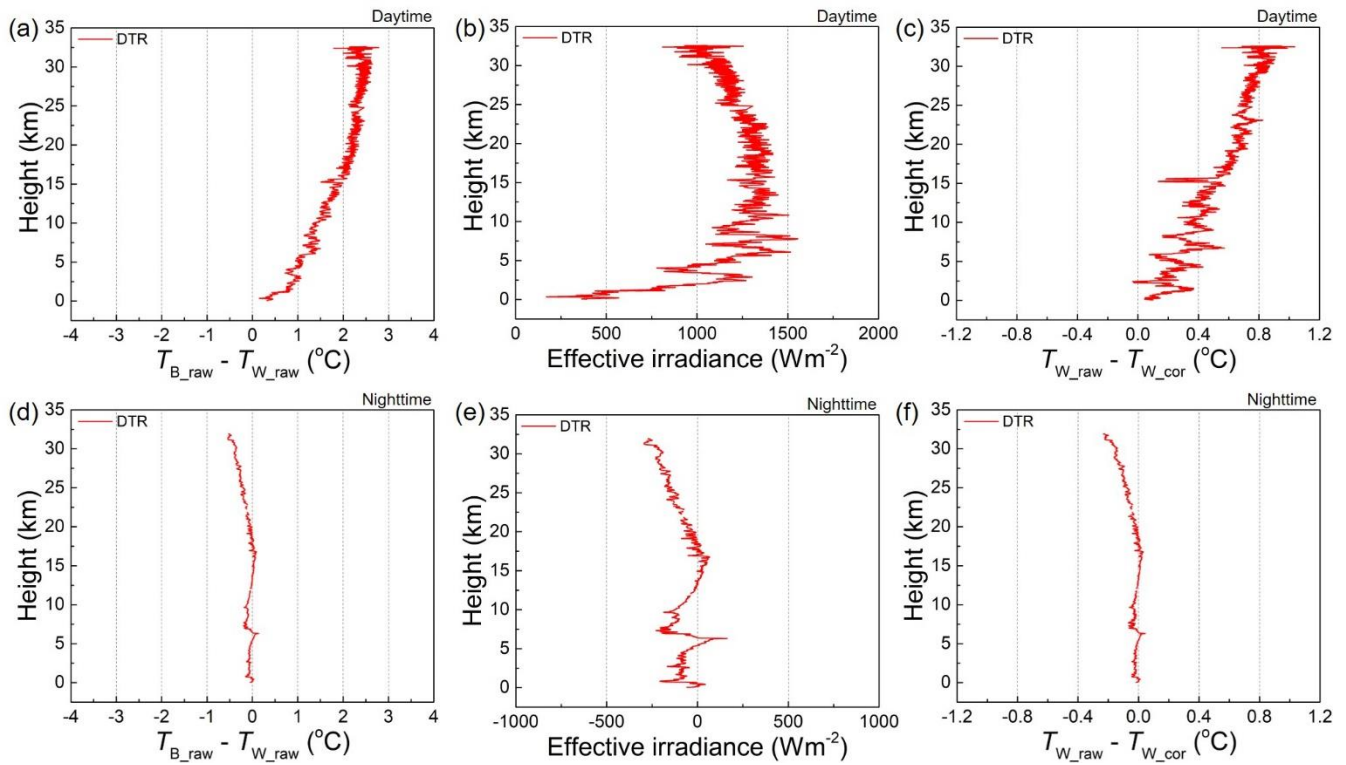 (a) Daytime
DTR
Height (km)
35
30
25
20
15
10
5
0
-4 -3 -2 -1 0 1 2 3 4
T_B_raw - T_W_raw (°C)
(b) Daytime
DTR
Height (km)
35
30
25
20
15
10
5
0
0 500 1000 1500 2000
Effective irradiance (Wm⁻²)
(c) Daytime
DTR
Height (km)
35
30
25
20
15
10
5
0
-1.2 -0.8 -0.4 0.0 0.4 0.8 1.2
T_W_raw - T_W_cor (°C)
(d) Nighttime
DTR
Height (km)
35
30
25
20
15
10
5
0
-4 -3 -2 -1 0 1 2 3 4
T_B_raw - T_W_raw (°C)
(e) Nighttime
DTR
Height (km)
35
30
25
20
15
10
5
0
-1000 -500 0 500 1000
Effective irradiance (Wm⁻²)
(f) Nighttime
DTR
Height (km)
35
30
25
20
15
10
5
0
-1.2 -0.8 -0.4 0.0 0.4 0.8 1.2
T_W_raw - T_W_cor (°C)